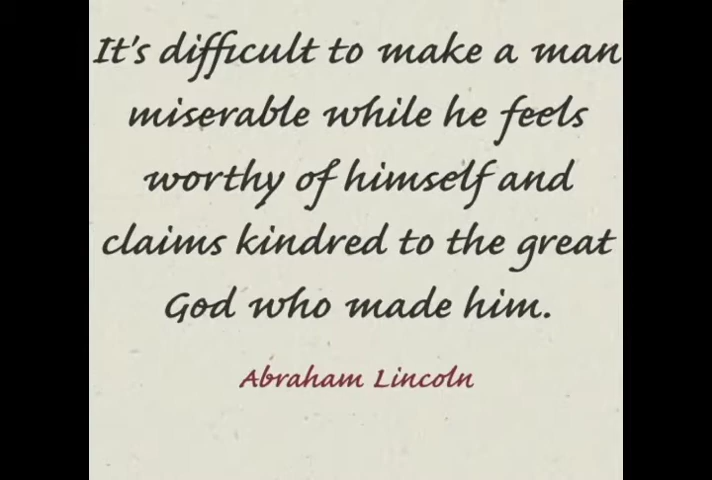 It's difficult to make a man
miserable while he feels
worthy of himself and
claims kindred to the great
God who made him.
Abraham Lincoln